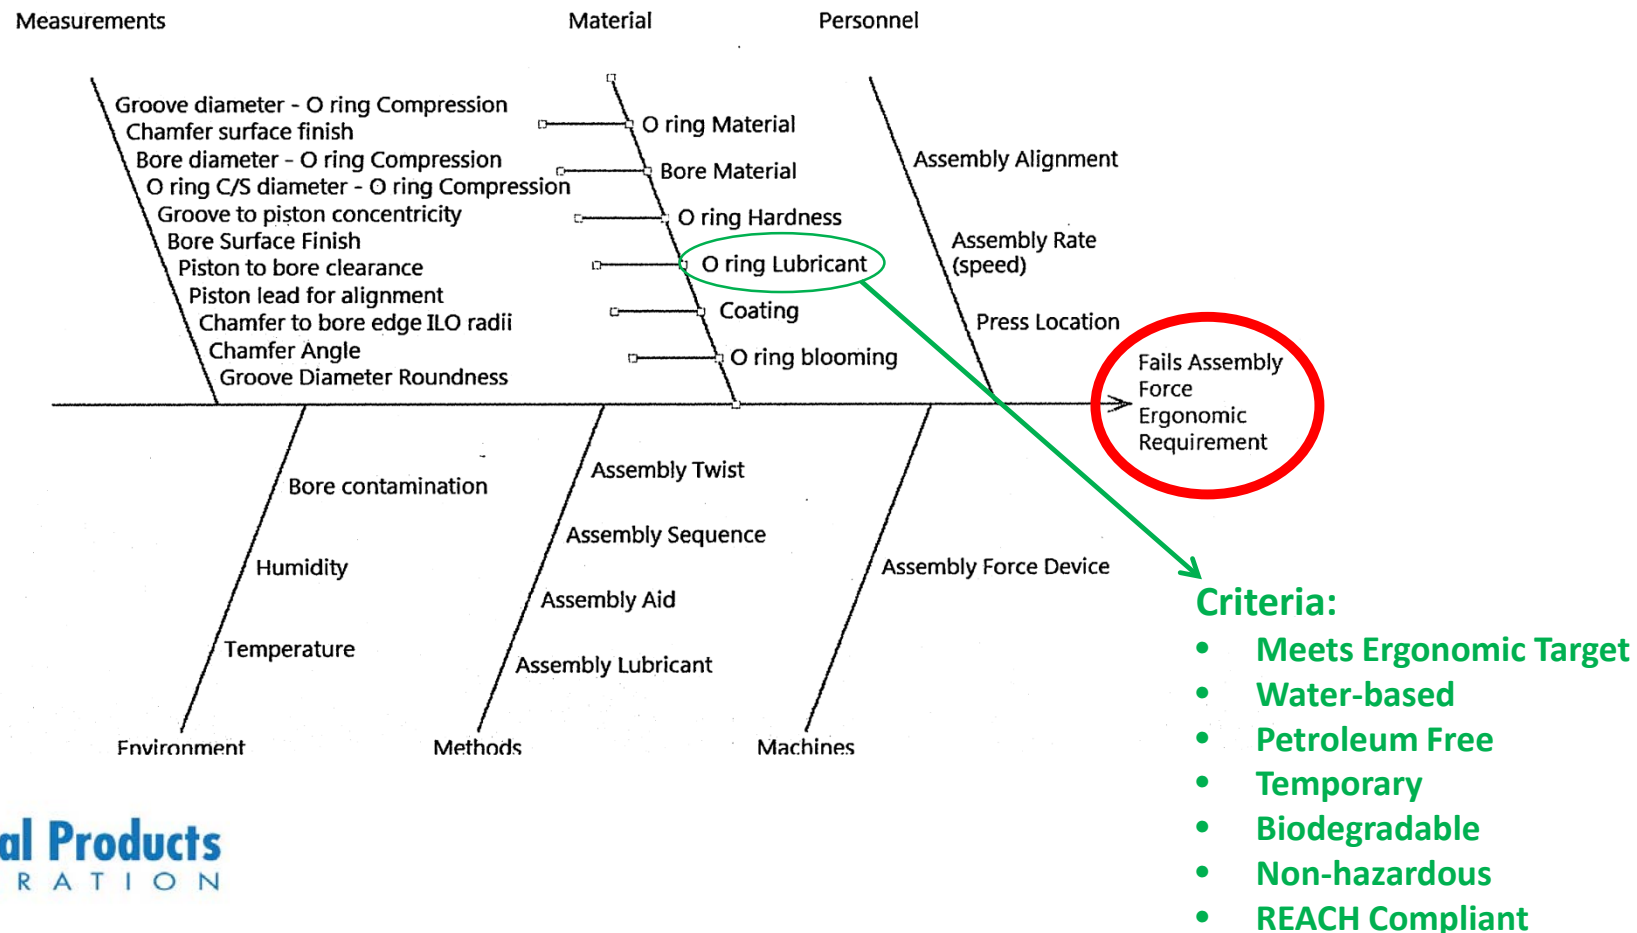 Measurements
Material
Personnel
Groove diameter - O ring Compression
Chamfer surface finish
Bore diameter - O ring Compression
O ring C/S diameter - O ring Compression
Groove to piston concentricity
Bore Surface Finish
Piston to bore clearance
Piston lead for alignment
Chamfer to bore edge ILO radii
Chamfer Angle
Groove Diameter Roundness
O ring Material
Bore Material
O ring Hardness
O ring Lubricant
Coating
O ring blooming
Assembly Alignment
Assembly Rate
(speed)
Press Location
Fails Assembly
Force
Ergonomic
Requirement
Bore contamination
Humidity
Temperature
Assembly Twist
Assembly Sequence
Assembly Aid
Assembly Lubricant
Assembly Force Device
Environment
Methods
Machines
Criteria:
• Meets Ergonomic Target
• Water-based
• Petroleum Free
• Temporary
• Biodegradable
• Non-hazardous
• REACH Compliant
al Products
RATION